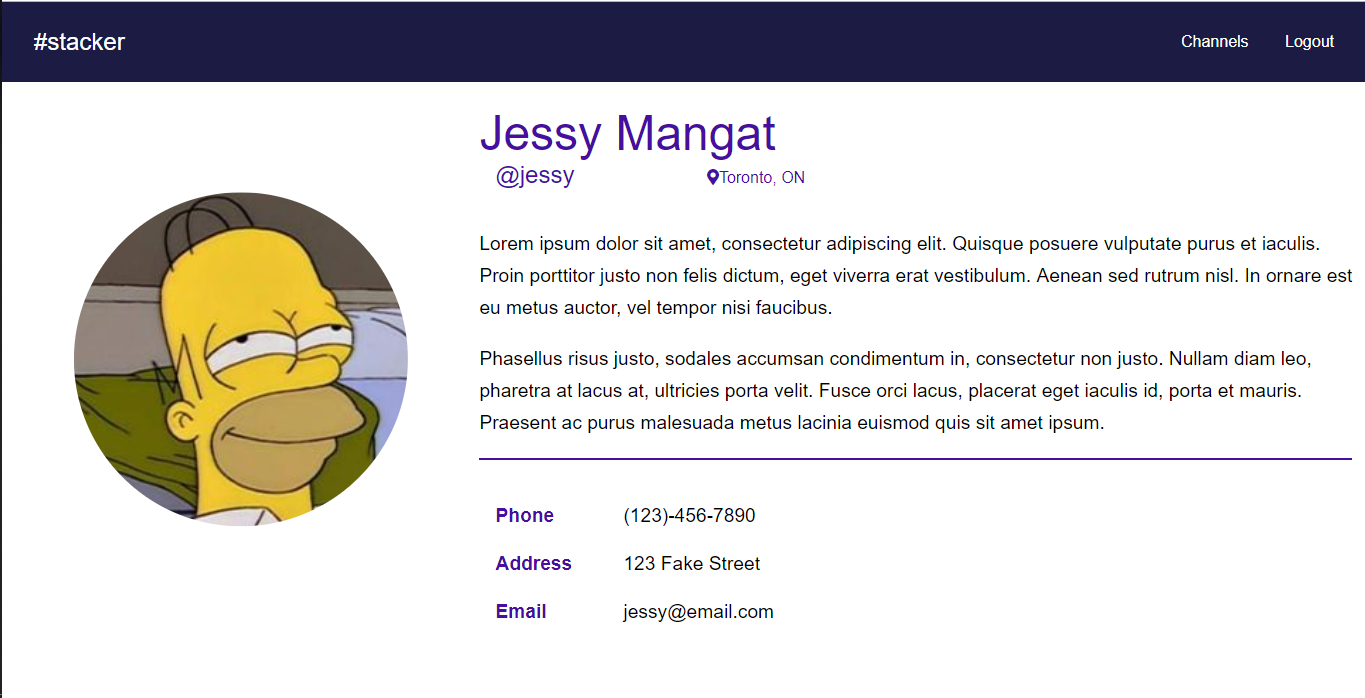 #stacker
Channels Logout
Jessy Mangat
@jessy Toronto, ON
Lorem ipsum dolor sit amet, consectetur adipiscing elit. Quisque posuere vulputate purus et iaculis.
Proin porttitor justo non felis dictum, eget viverra erat vestibulum. Aenean sed rutrum nisl. In ornare est
eu metus auctor, vel tempor nisi faucibus.
Phasellus risus justo, sodales accumsan condimentum in, consectetur non justo. Nullam diam leo,
pharetra at lacus at, ultricies porta velit. Fusce orci lacus, placerat eget iaculis id, porta et mauris.
Praesent ac purus malesuada metus lacinia euismod quis sit amet ipsum.
Phone (123)-456-7890
Address 123 Fake Street
Email jessy@email.com